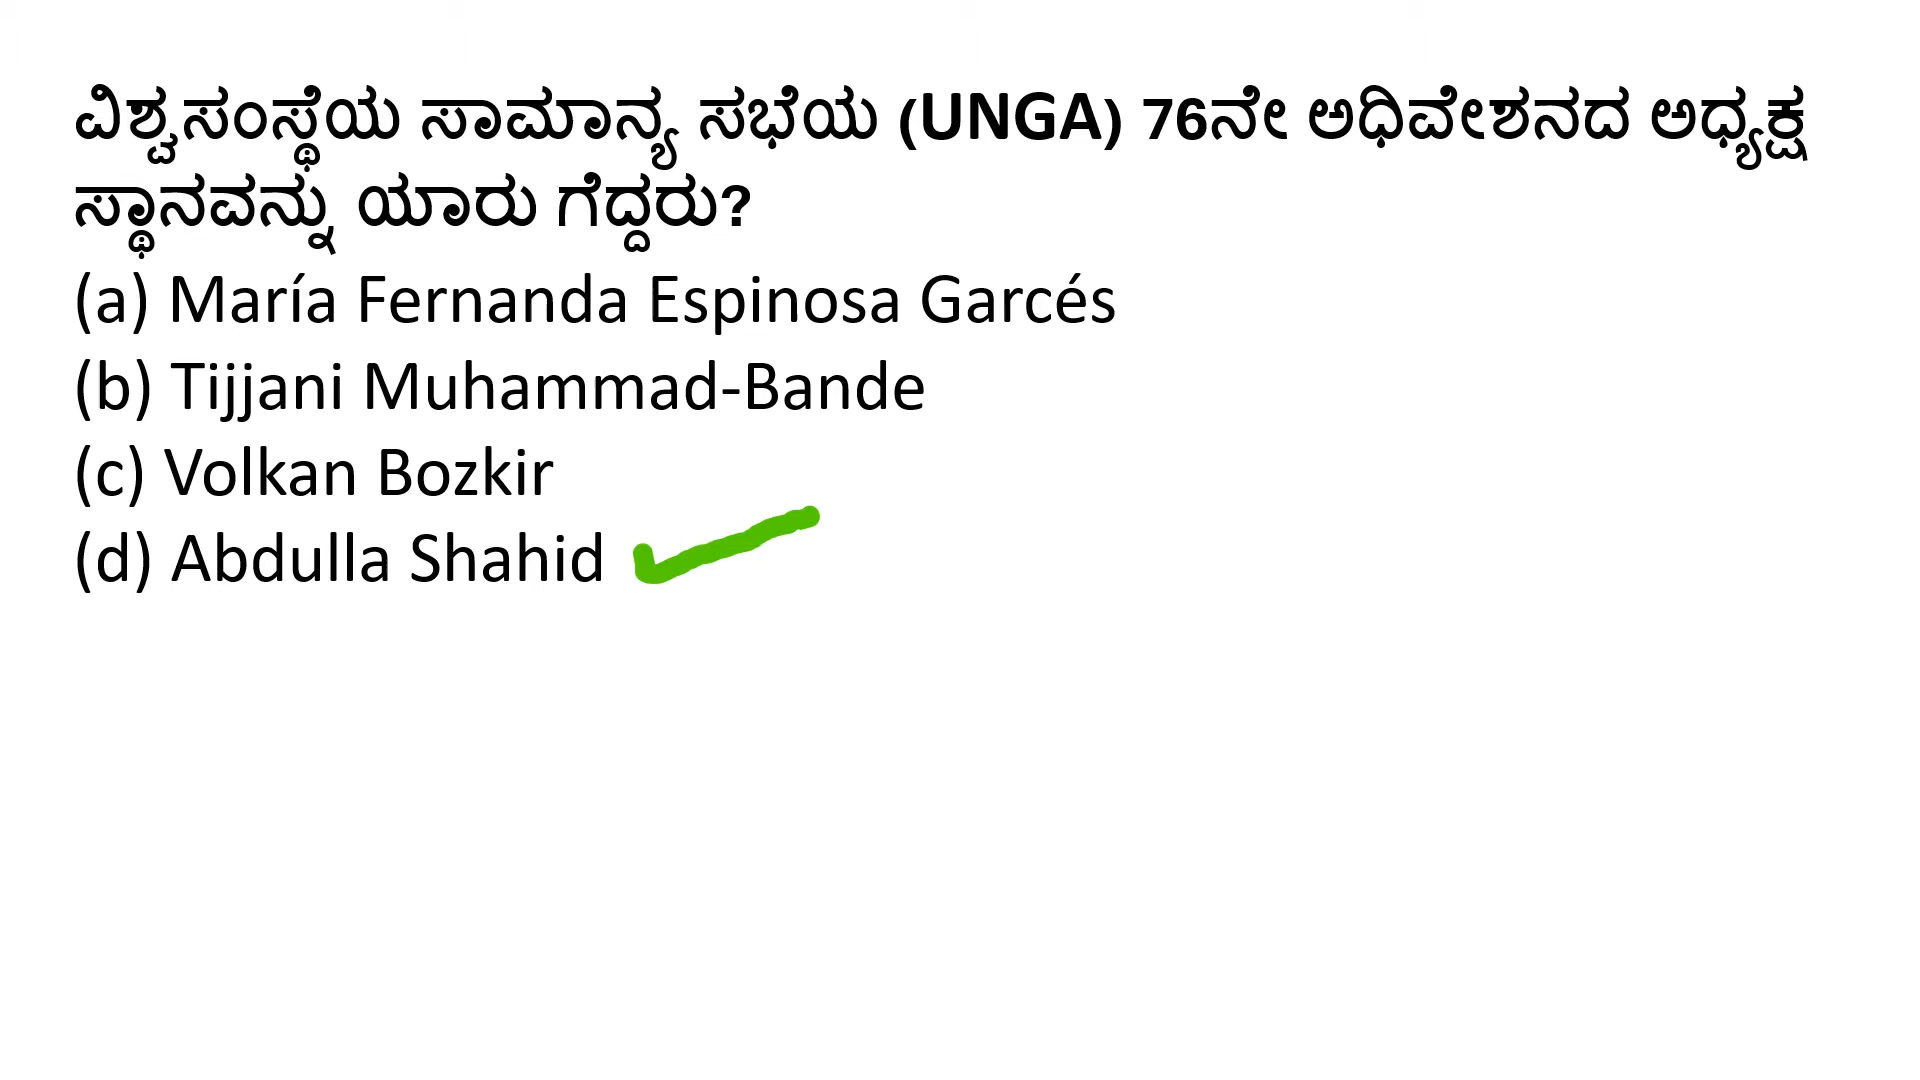 ವಿಶ್ವಸಂಸ್ಥೆಯ ಸಾಮಾನ್ಯ ಸಭೆಯ (UNGA) 76ನೇ ಅಧಿವೇಶನದ ಅಧ್ಯಕ್ಷ
ಸ್ಥಾನವನ್ನು ಯಾರು ಗೆದ್ದರು?
(a) María Fernanda Espinosa Garcés
(b) Tijjani Muhammad-Bande
(c) Volkan Bozkir
(d) Abdulla Shahid